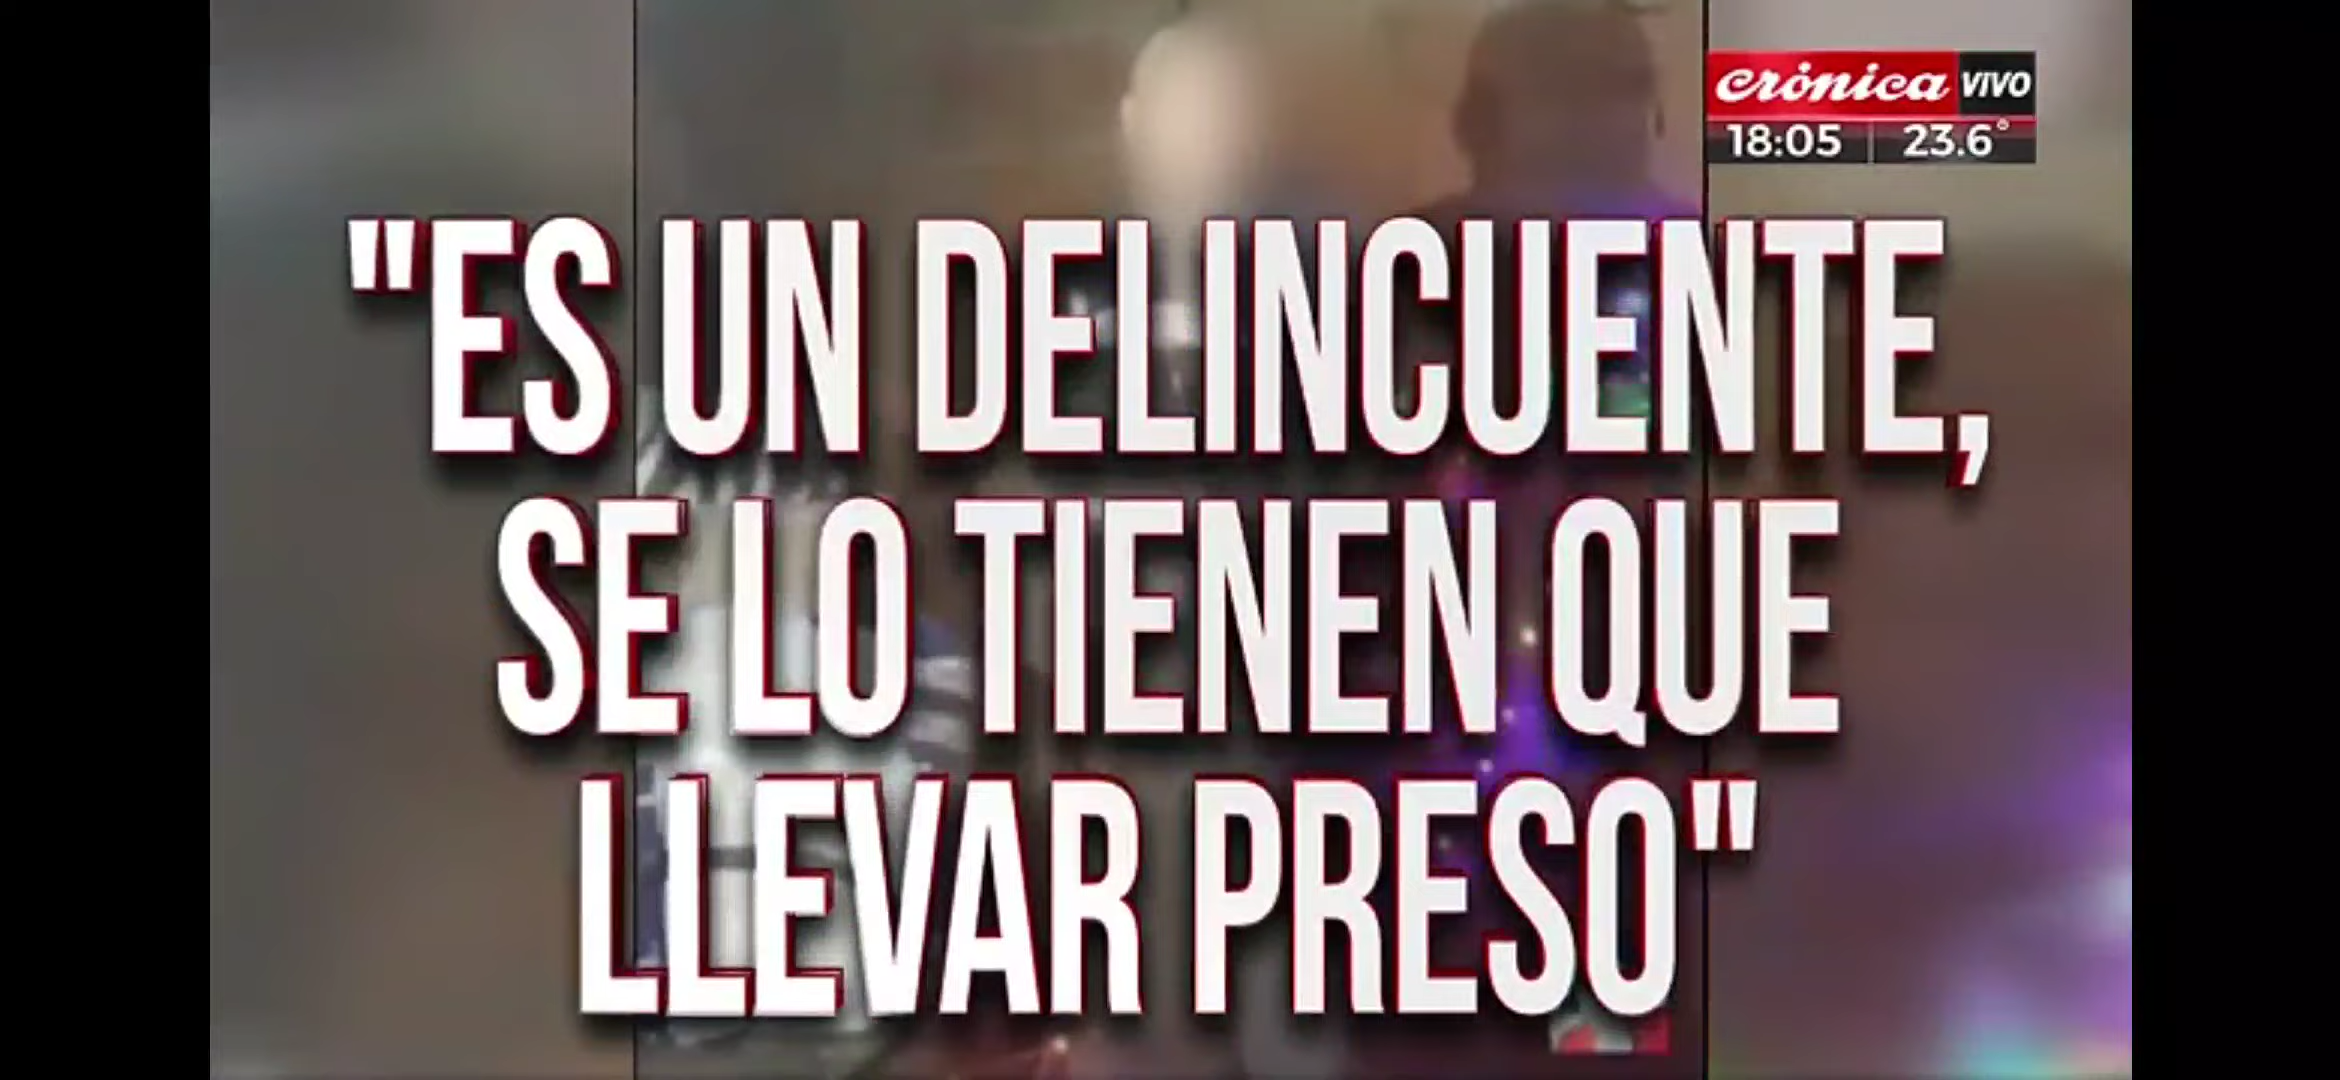 crónica VIVO
18:05 23.6°
"ES UN DELINCUENTE,
SE LO TIENEN QUE
LLEVAR PRESO"